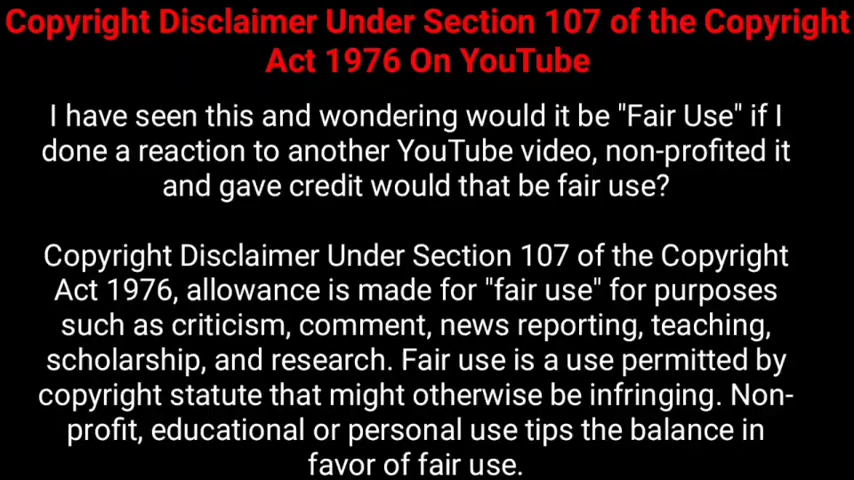 Copyright Disclaimer Under Section 107 of the Copyright
Act 1976 On YouTube
I have seen this and wondering would it be "Fair Use" if I
done a reaction to another YouTube video, non-profited it
and gave credit would that be fair use?
Copyright Disclaimer Under Section 107 of the Copyright
Act 1976, allowance is made for "fair use" for purposes
such as criticism, comment, news reporting, teaching,
scholarship, and research. Fair use is a use permitted by
copyright statute that might otherwise be infringing. Non-
profit, educational or personal use tips the balance in
favor of fair use.